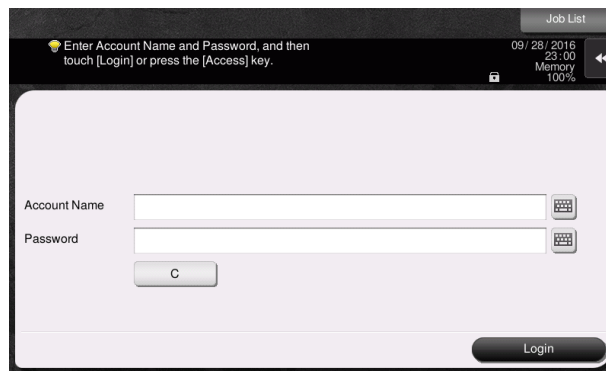 Job List
Enter Account Name and Password, and then
touch [Login] or press the [Access] key.
09/28/2016
23:00
Memory
100%
Account Name
Password
C
Login